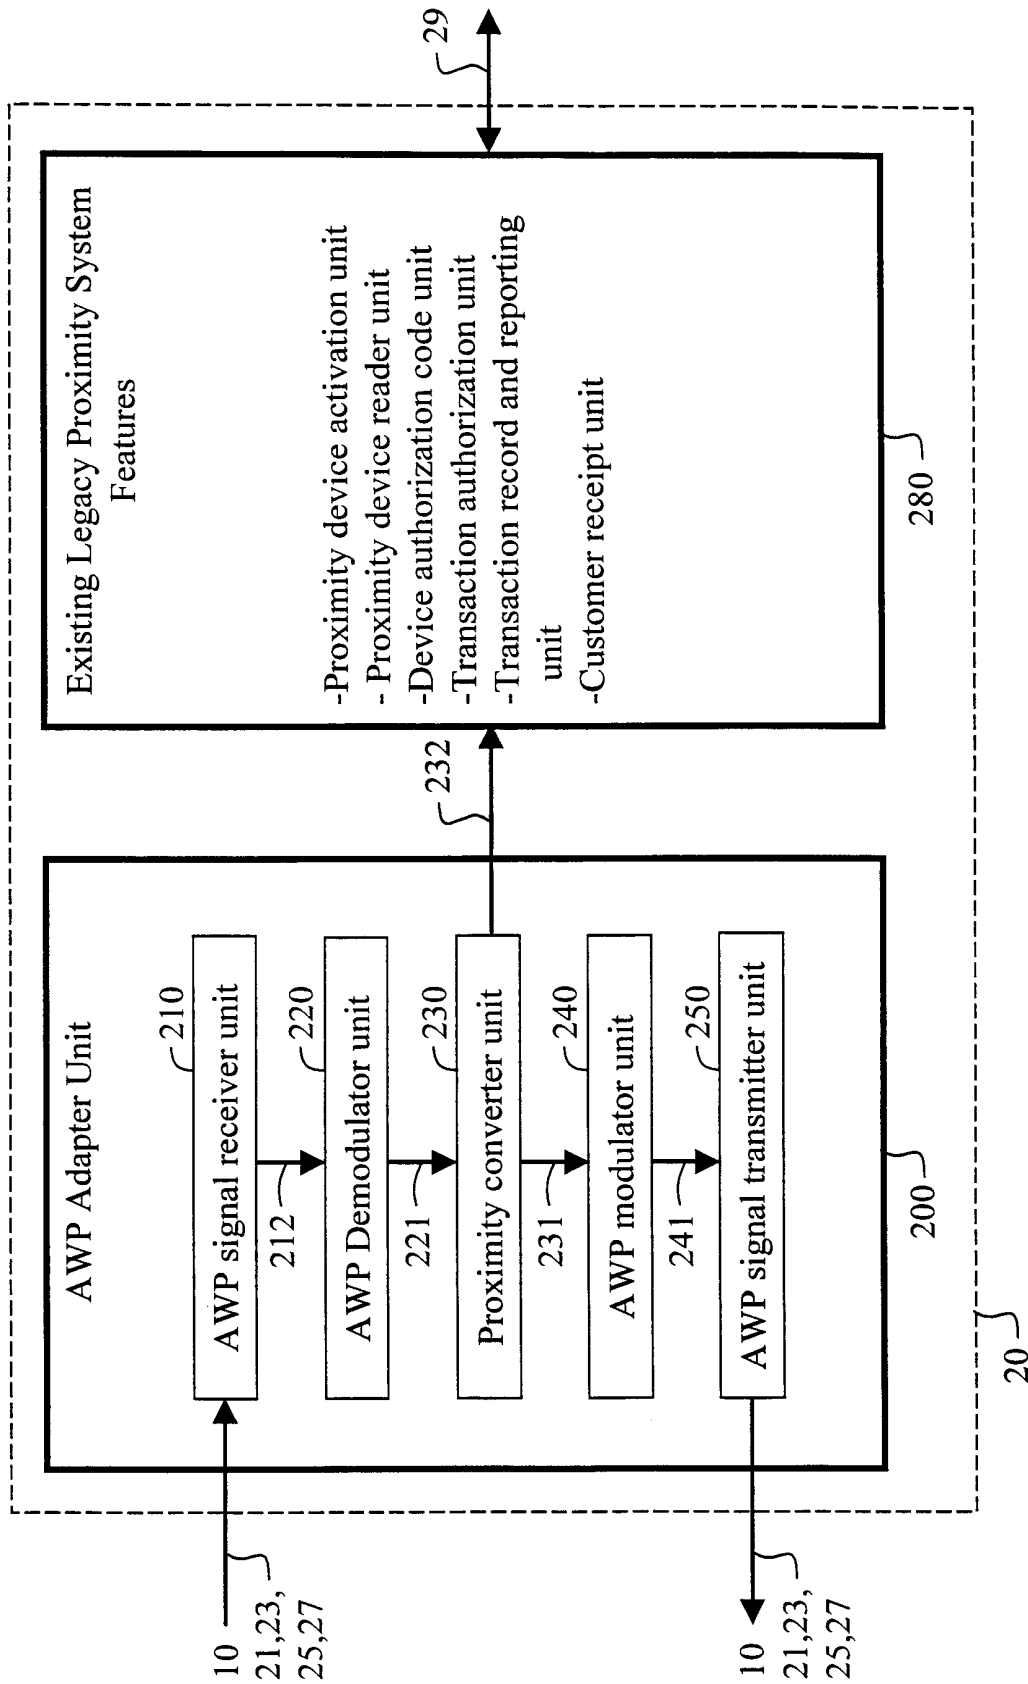 AWP Adapter Unit
10
21,23,
25,27
210
AWP signal receiver unit
212
220
AWP Demodulator unit
221
230
Proximity converter unit
231
240
AWP modulator unit
241
250
AWP signal transmitter unit
10
21,23,
25,27
200
20
232
Existing Legacy Proximity System
Features
-Proximity device activation unit
- Proximity device reader unit
-Device authorization code unit
-Transaction authorization unit
-Transaction record and reporting
unit
-Customer receipt unit
280
29